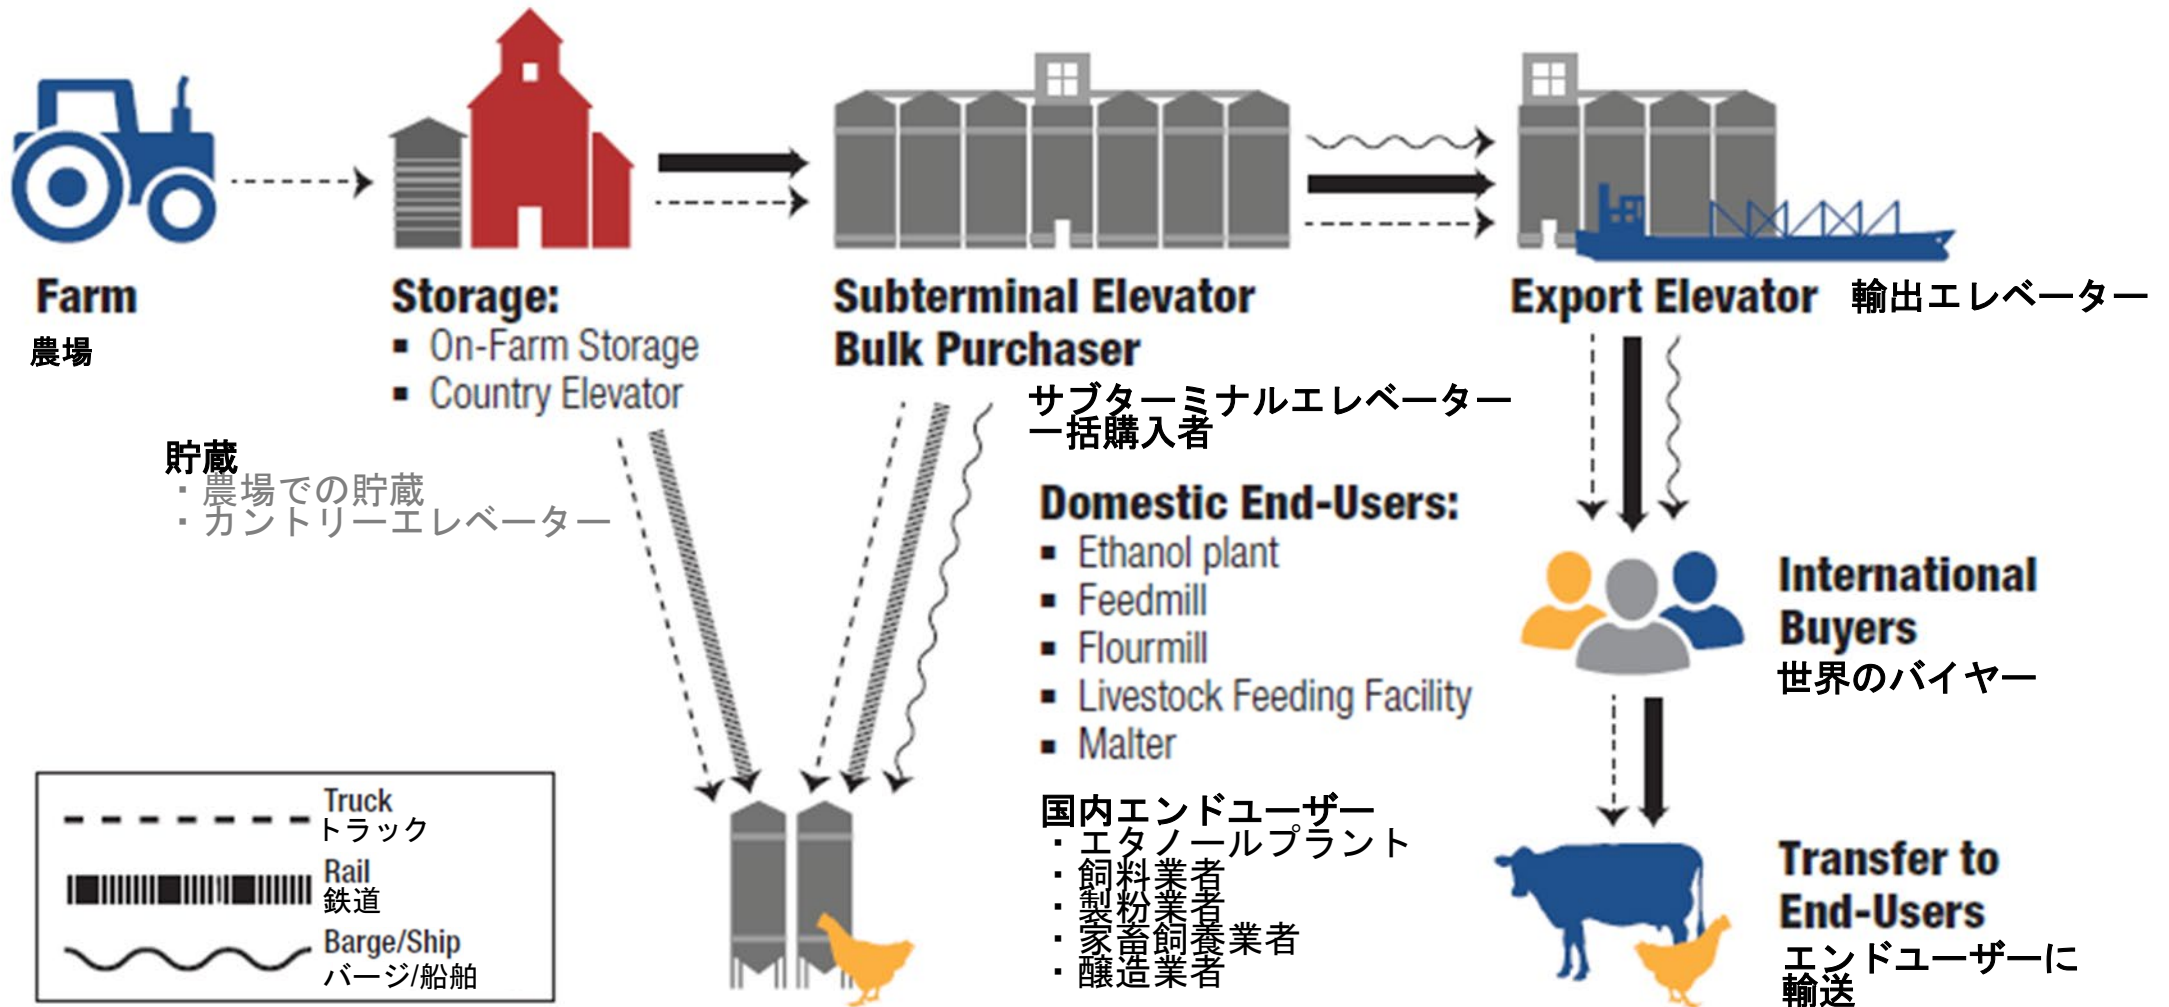 Farm
農場
Storage:
▪ On-Farm Storage
▪ Country Elevator
貯蔵
・農場での貯蔵
・カントリーエレベーター
Subterminal Elevator
Bulk Purchaser
サブターミナルエレベーター
一括購入者
Export Elevator 輸出エレベーター
Domestic End-Users:
▪ Ethanol plant
▪ Feedmill
▪ Flourmill
▪ Livestock Feeding Facility
▪ Malter
国内エンドユーザー
・エタノールプラント
・飼料業者
・製粉業者
・家畜飼養業者
・醸造業者
International
Buyers
世界のバイヤー
Transfer to
End-Users
エンドユーザーに
輸送
Truck
トラック
Rail
鉄道
Barge/Ship
バージ/船舶